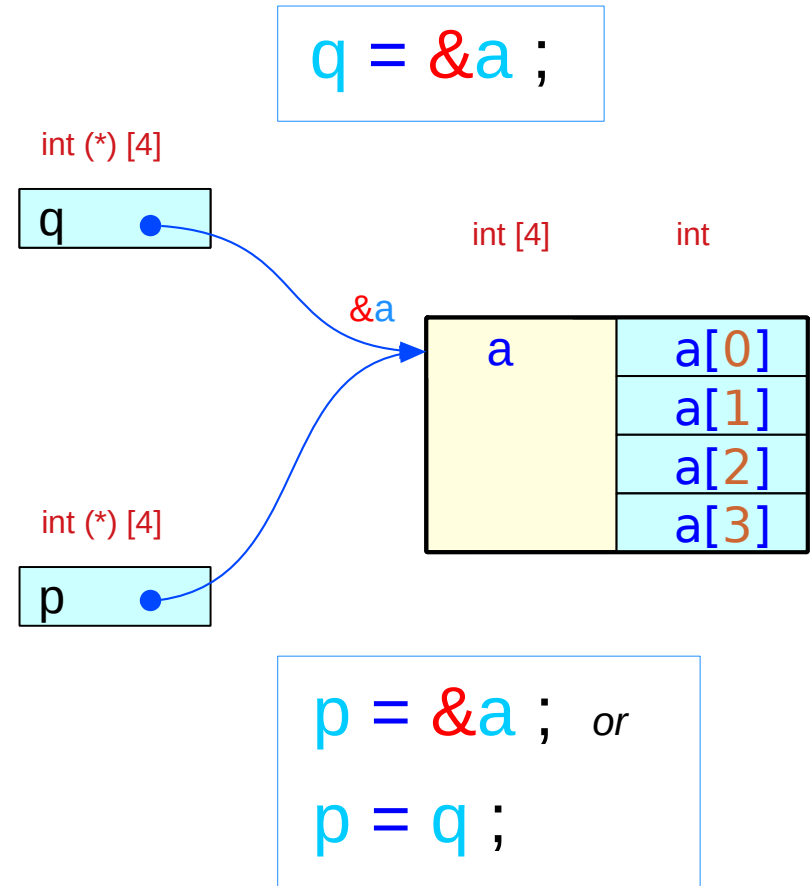 q = &a ;
int (*) [4]
q
int [4] int
&a
a a[0]
a[1]
a[2]
a[3]
int (*) [4]
p
p = &a ; or
p = q ;